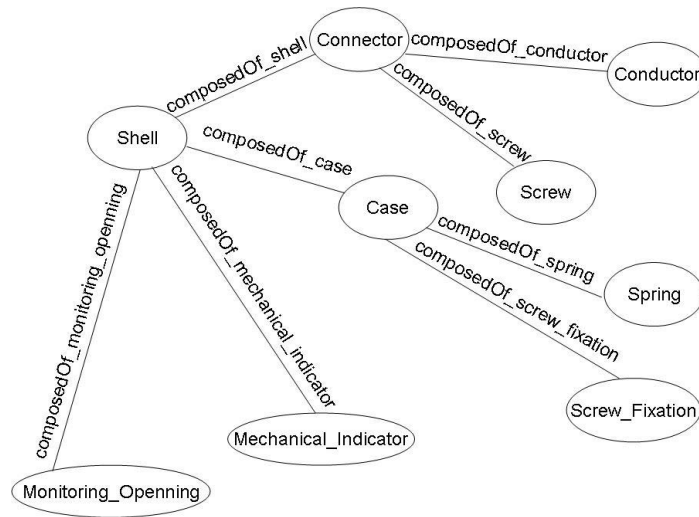 Connector
composedOf_conductor
Conductor
composedOf_shell
composedOf_screw
Shell
composedOf_case
Screw
Case
composedOf_monitoring_openning
composedOf_mechanical_indicator
composedOf_spring
composedOf_screw_fixation
Spring
Screw_Fixation
Mechanical_Indicator
Monitoring_Openning